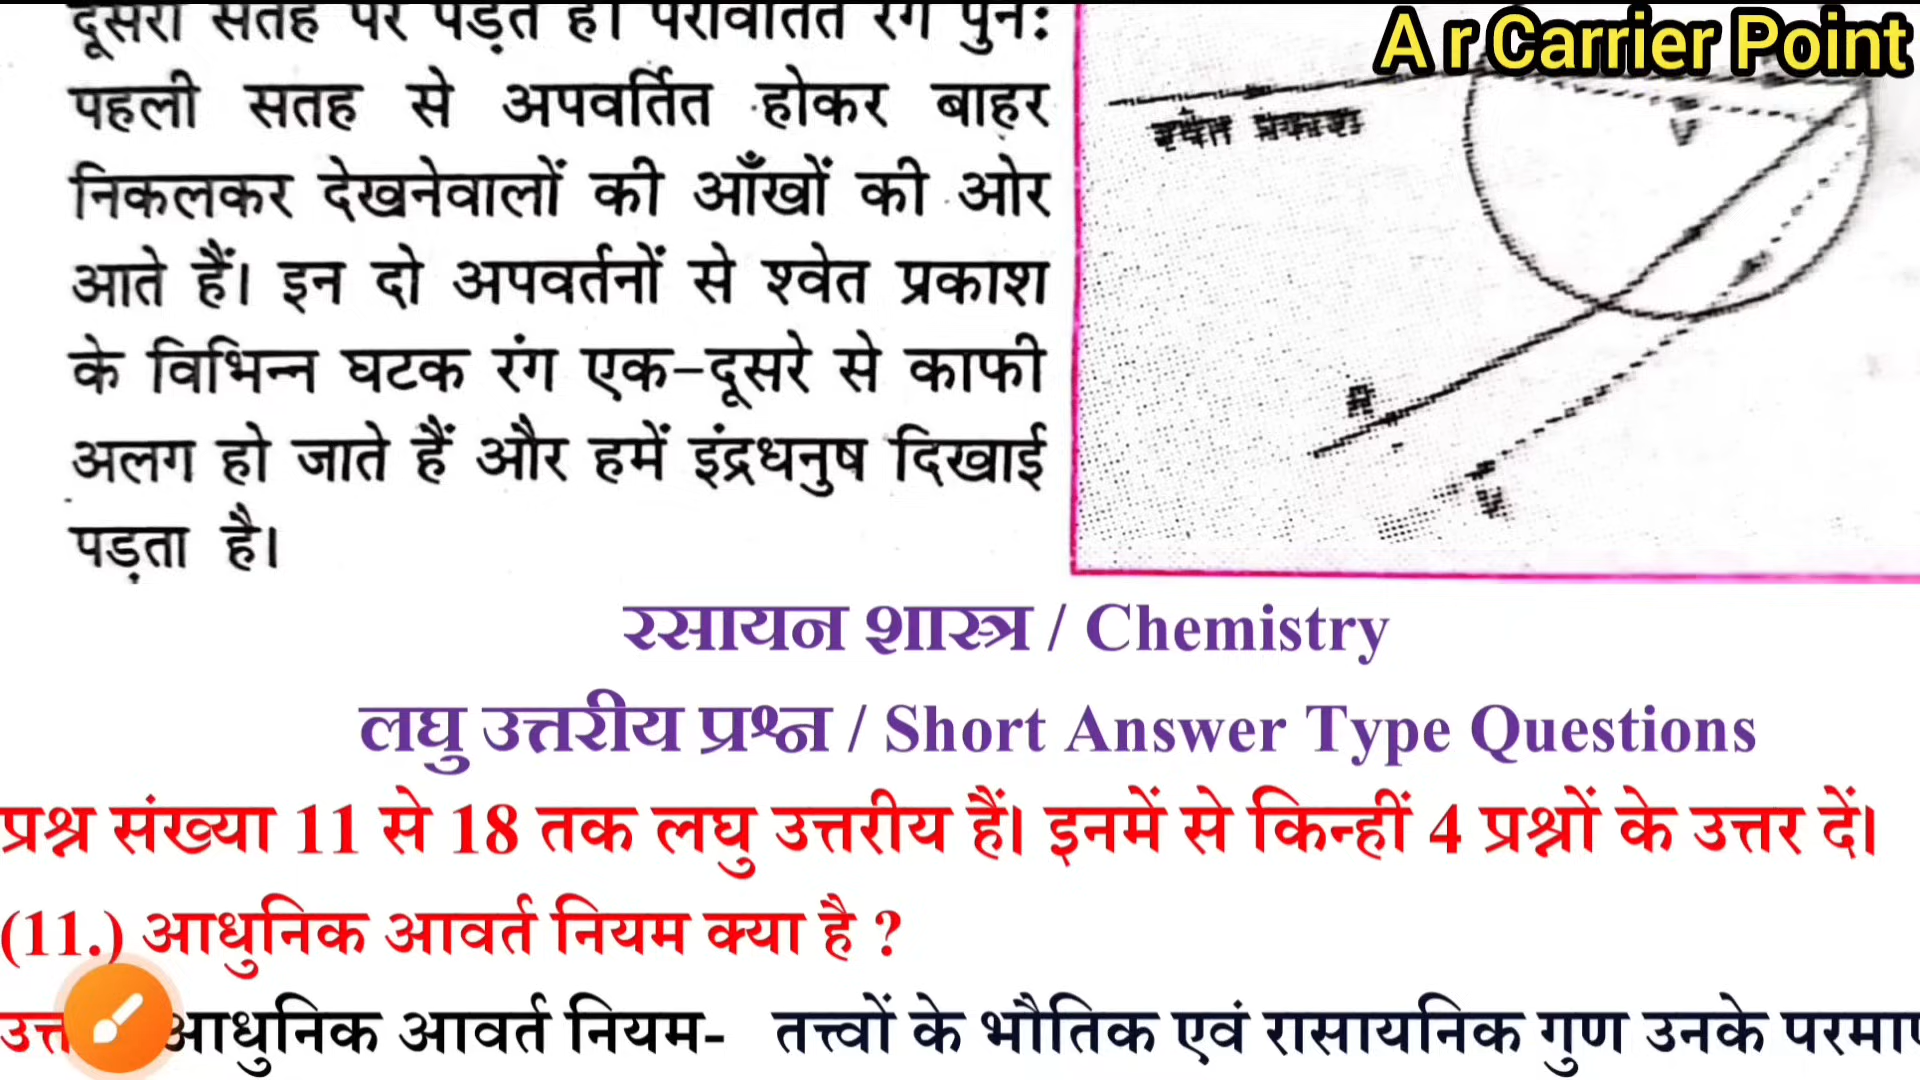 दूसरी सतह पर पड़ते हैं। परावर्तित रंग पुनः
पहली सतह से अपवर्तित होकर बाहर
निकलकर देखनेवालों की आँखों की ओर
आते हैं। इन दो अपवर्तनों से श्वेत प्रकाश
के विभिन्न घटक रंग एक-दूसरे से काफी
अलग हो जाते हैं और हमें इंद्रधनुष दिखाई
पड़ता है।
A r Carrier Point
श्वेत प्रकाश
V
R
रसायन शास्त्र / Chemistry
लघु उत्तरीय प्रश्न / Short Answer Type Questions
प्रश्न संख्या 11 से 18 तक लघु उत्तरीय हैं। इनमें से किन्हीं 4 प्रश्नों के उत्तर दें।
(11.) आधुनिक आवर्त नियम क्या है ?
उत्त आधुनिक आवर्त नियम- तत्त्वों के भौतिक एवं रासायनिक गुण उनके